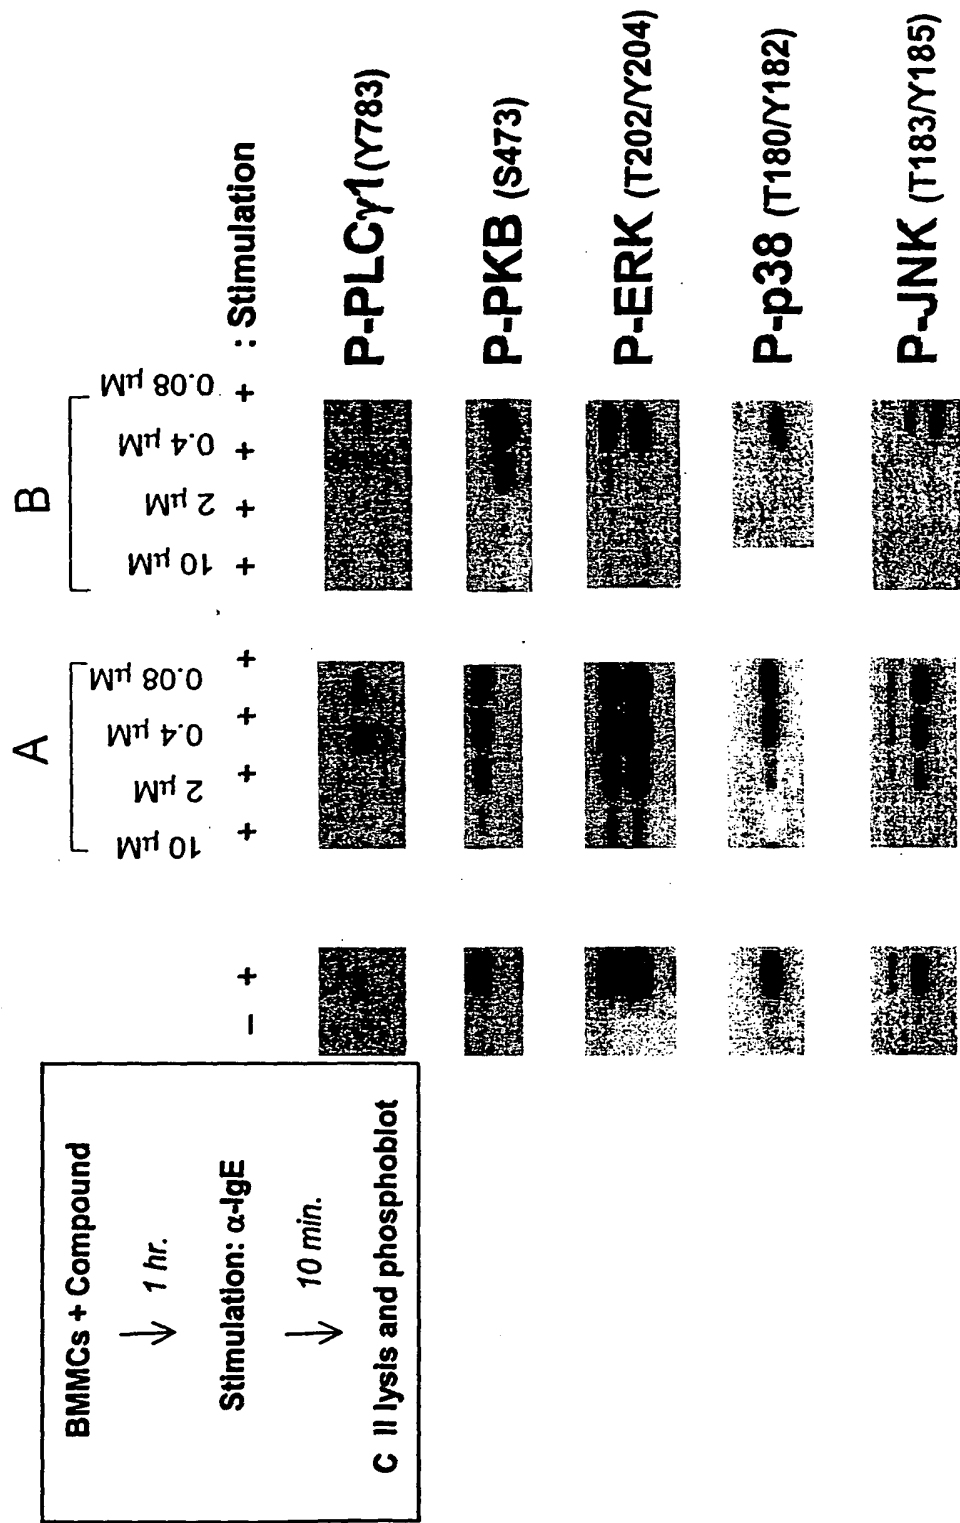 BMMCs + Compound
1 hr.
Stimulation: α-IgE
10 min.
C ll lysis and phosphoblot
A
B
10 μM 2 μM 0.4 μM 0.08 μM
10 μM 2 μM 0.4 μM 0.08 μM
– + + + + + + + + + : Stimulation
P-PLCγ1 (Y783)
P-PKB (S473)
P-ERK (T202/Y204)
P-p38 (T180/Y182)
P-JNK (T183/Y185)